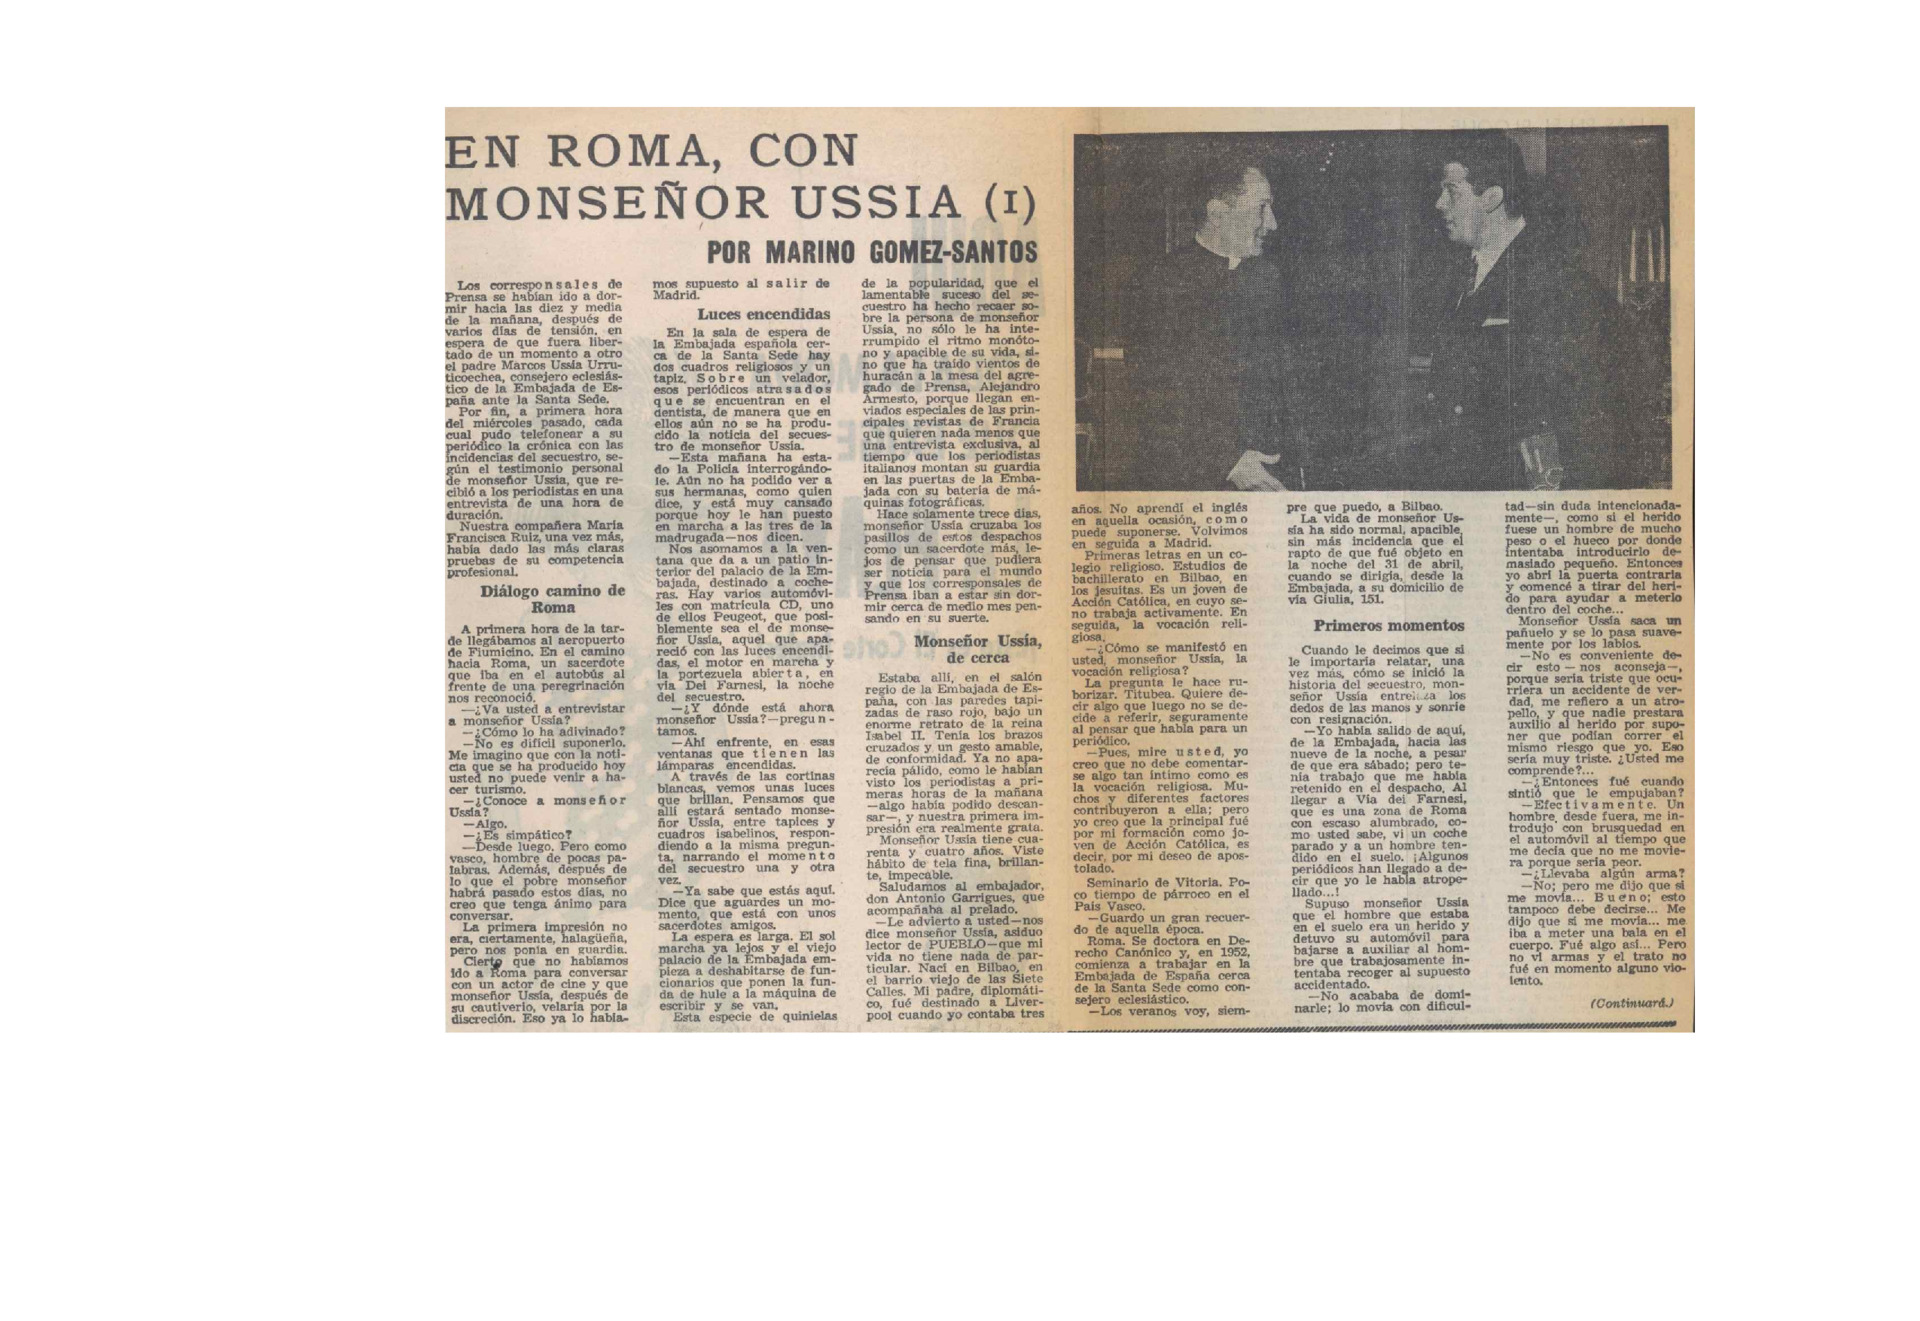 EN ROMA, CON
MONSEÑOR USSIA (I)
POR MARINO GOMEZ-SANTOS
Los corresponsales de
Prensa se habían ido a dor-
mir hacia las diez y media
de la mañana, después de
varios días de tensión, en
espera de que fuera liber-
tado de un momento a otro
el padre Marcos Ussía Urru-
ticoechea, consejero eclesiás-
tico de la Embajada de Es-
paña ante la Santa Sede.
Por fin, a primera hora
del miércoles pasado, cada
cual pudo telefonear a su
periódico la crónica con las
incidencias del secuestro, se-
gún el testimonio personal
de monseñor Ussía, que re-
cibió a los periodistas en una
entrevista de una hora de
duración.
Nuestra compañera María
Francisca Ruiz, una vez más,
había dado las más claras
pruebas de su competencia
profesional.
Diálogo camino de
Roma
A primera hora de la tar-
de llegábamos al aeropuerto
de Fiumicino. En el camino
hacia Roma, un sacerdote
que iba en el autobús al
frente de una peregrinación
nos reconoció.
—¿Va usted a entrevistar
a monseñor Ussía?
—¿Cómo lo ha adivinado?
—No es difícil suponerlo.
Me imagino que con la noti-
cia que se ha producido hoy
usted no puede venir a ha-
cer turismo.
—¿Conoce a monseñor
Ussía?
—Algo.
—¿Es simpático?
—Desde luego. Pero como
vasco, hombre de pocas pa-
labras. Además, después de
lo que el pobre monseñor
habrá pasado estos días, no
creo que tenga ánimo para
conversar.
La primera impresión no
era, ciertamente, halagüeña,
pero nos ponía en guardia.
Cierto que no habíamos
ido a Roma para conversar
con un actor de cine y que
monseñor Ussía, después de
su cautiverio, velaría por la
discreción. Eso ya lo había-
mos supuesto al salir de
Madrid.
Luces encendidas
En la sala de espera de
la Embajada española cer-
ca de la Santa Sede hay
dos cuadros religiosos y un
tapiz. Sobre un velador,
esos periódicos atrasados
que se encuentran en el
dentista, de manera que en
ellos aún no se ha produ-
cido la noticia del secues-
tro de monseñor Ussía.
—Esta mañana ha esta-
do la Policía interrogándo-
le. Aún no ha podido ver a
sus hermanas, como quien
dice, y está muy cansado
porque hoy le han puesto
en marcha a las tres de la
madrugada—nos dicen.
Nos asomamos a la ven-
tana que da a un patio in-
terior del palacio de la Em-
bajada, destinado a coche-
ras. Hay varios automóvi-
les con matrícula CD, uno
de ellos Peugeot, que posi-
blemente sea el de monse-
ñor Ussía, aquel que apa-
reció con las luces encendi-
das, el motor en marcha y
la portezuela abierta, en
vía Dei Farnesi, la noche
del secuestro.
—¿Y dónde está ahora
monseñor Ussía?—pregun-
tamos.
—Ahí enfrente, en esas
ventanas que tienen las
lámparas encendidas.
A través de las cortinas
blancas, vemos unas luces
que brillan. Pensamos que
allí estará sentado monse-
ñor Ussía, entre tapices y
cuadros isabelinos, respon-
diendo a la misma pregun-
ta, narrando el momento
del secuestro una y otra
vez.
—Ya sabe que estás aquí.
Dice que aguardes un mo-
mento, que está con unos
sacerdotes amigos.
La espera es larga. El sol
marcha ya lejos y el viejo
palacio de la Embajada em-
pieza a deshabitarse de fun-
cionarios que ponen la fun-
da de hule a la máquina de
escribir y se van.
Esta especie de quinielas
de la popularidad, que el
lamentable suceso del se-
cuestro ha hecho recaer so-
bre la persona de monseñor
Ussía, no sólo le ha inte-
rrumpido el ritmo monóto-
no y apacible de su vida, si-
no que ha traído vientos de
huracán a la mesa del agre-
gado de Prensa, Alejandro
Armesto, porque llegan en-
viados especiales de las prin-
cipales revistas de Francia
que quieren nada menos que
una entrevista exclusiva, al
tiempo que los periodistas
italianos montan su guardia
en las puertas de la Emba-
jada con su batería de má-
quinas fotográficas.
Hace solamente trece días,
monseñor Ussía cruzaba los
pasillos de estos despachos
como un sacerdote más, le-
jos de pensar que pudiera
ser noticia para el mundo
y que los corresponsales de
Prensa iban a estar sin dor-
mir cerca de medio mes pen-
sando en su suerte.
Monseñor Ussía,
de cerca
Estaba allí, en el salón
regio de la Embajada de Es-
paña, con las paredes tapi-
zadas de raso rojo, bajo un
enorme retrato de la reina
Isabel II. Tenía los brazos
cruzados y un gesto amable,
de conformidad. Ya no apa-
recía pálido, como le habían
visto los periodistas a pri-
meras horas de la mañana
—algo había podido descan-
sar—, y nuestra primera im-
presión era realmente grata.
Monseñor Ussía tiene cua-
renta y cuatro años. Viste
hábito de tela fina, brillan-
te, impecable.
Saludamos al embajador,
don Antonio Garrigues, que
acompañaba al prelado.
—Le advierto a usted—nos
dice monseñor Ussía, asiduo
lector de PUEBLO—que mi
vida no tiene nada de par-
ticular. Nací en Bilbao, en
el barrio viejo de las Siete
Calles. Mi padre, diplomáti-
co, fué destinado a Liver-
pool cuando yo contaba tres
años. No aprendí el inglés
en aquella ocasión, como
puede suponerse. Volvimos
en seguida a Madrid.
Primeras letras en un co-
legio religioso. Estudios de
bachillerato en Bilbao, en
los jesuitas. Es un joven de
Acción Católica, en cuyo se-
no trabaja activamente. En
seguida, la vocación reli-
giosa.
—¿Cómo se manifestó en
usted, monseñor Ussía, la
vocación religiosa?
La pregunta le hace ru-
borizar. Titubea. Quiere de-
cir algo que luego no se de-
cide a referir, seguramente
al pensar que habla para un
periódico.
—Pues, mire usted, yo
creo que no debe comentar-
se algo tan íntimo como es
la vocación religiosa. Mu-
chos y diferentes factores
contribuyeron a ella; pero
yo creo que la principal fué
por mi formación como jo-
ven de Acción Católica, es
decir, por mi deseo de apos-
tolado.
Seminario de Vitoria. Po-
co tiempo de párroco en el
País Vasco.
—Guardo un gran recuer-
do de aquella época.
Roma. Se doctora en De-
recho Canónico y, en 1952,
comienza a trabajar en la
Embajada de España cerca
de la Santa Sede como con-
sejero eclesiástico.
—Los veranos voy, siem-
pre que puedo, a Bilbao.
La vida de monseñor Us-
sía ha sido normal, apacible,
sin más incidencia que el
rapto de que fué objeto en
la noche del 31 de abril,
cuando se dirigía, desde la
Embajada, a su domicilio de
vía Giulia, 151.
Primeros momentos
Cuando le decimos que si
le importaría relatar, una
vez más, cómo se inició la
historia del secuestro, mon-
señor Ussía entrelaza los
dedos de las manos y sonríe
con resignación.
—Yo había salido de aquí,
de la Embajada, hacia las
nueve de la noche, a pesar
de que era sábado; pero te-
nía trabajo que me había
retenido en el despacho. Al
llegar a Vía dei Farnesi,
que es una zona de Roma
con escaso alumbrado, co-
mo usted sabe, vi un coche
parado y a un hombre ten-
dido en el suelo. ¡Algunos
periódicos han llegado a de-
cir que yo le había atrope-
llado...!
Supuso monseñor Ussía
que el hombre que estaba
en el suelo era un herido y
detuvo su automóvil para
bajarse a auxiliar al hom-
bre que trabajosamente in-
tentaba recoger al supuesto
accidentado.
—No acababa de domi-
narle; lo movía con dificul-
tad—sin duda intencionada-
mente—, como si el herido
fuese un hombre de mucho
peso o el hueco por donde
intentaba introducirlo de-
masiado pequeño. Entonces
yo abrí la puerta contraria
y comencé a tirar del heri-
do para ayudar a meterlo
dentro del coche...
Monseñor Ussía saca un
pañuelo y se lo pasa suave-
mente por los labios.
—No es conveniente de-
cir esto — nos aconseja—,
porque sería triste que ocu-
rriera un accidente de ver-
dad, me refiero a un atro-
pello, y que nadie prestara
auxilio al herido por supo-
ner que podían correr el
mismo riesgo que yo. Eso
sería muy triste. ¿Usted me
comprende?...
—¿Entonces fué cuando
sintió que le empujaban?
—Efectivamente. Un
hombre, desde fuera, me in-
trodujo con brusquedad en
el automóvil al tiempo que
me decía que no me movie-
ra porque sería peor.
—¿Llevaba algún arma?
—No; pero me dijo que si
me movía... Bueno; esto
tampoco debe decirse... Me
dijo que si me movía... me
iba a meter una bala en el
cuerpo. Fué algo así... Pero
no vi armas y el trato no
fué en momento alguno vio-
lento.
(Continuará.)